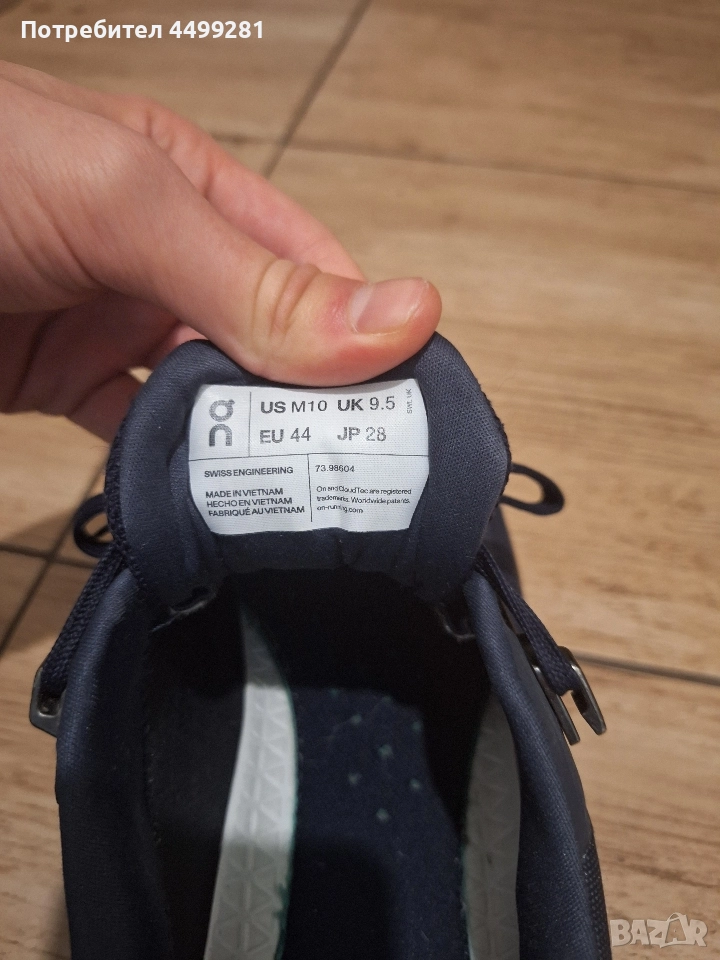 Потребител 4499281
US M10 UK 9.5
EU 44 JP 28
SWISS ENGINEERING
73.98604
MADE IN VIETNAM
HECHO EN VIETNAM
FABRIQUÉ AU VIETNAM
On and CloudTec are registered
trademarks. Worldwide patents.
on-running.com
BAZAR